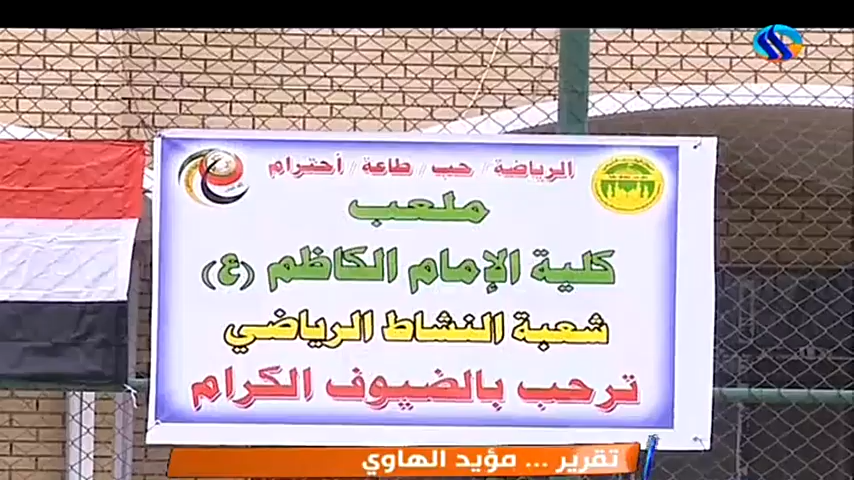 الرياضة / حب / طاعة / أحترام
ملعب
كلية الإمام الكاظم (ع)
شعبة النشاط الرياضي
ترحب بالضيوف الكرام
تقرير ... مؤيد الهاوي